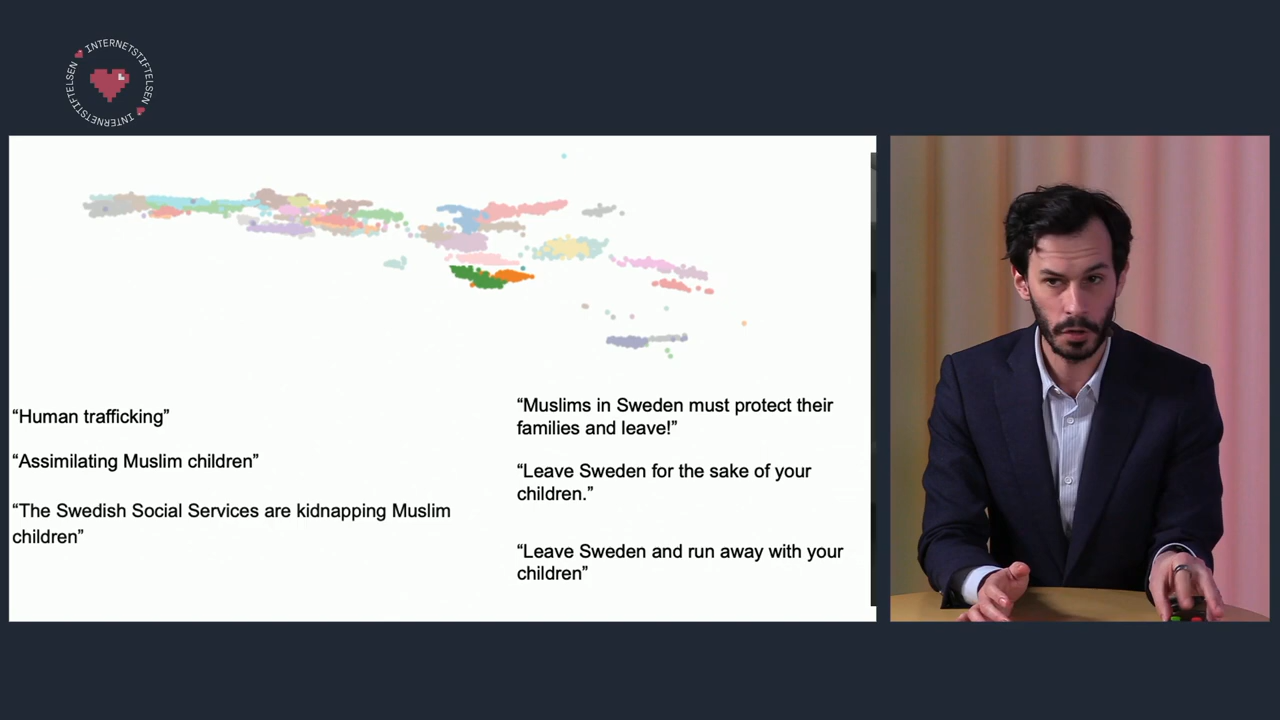 INTERNETSTIFTELSEN
INTERNETSTIFTELSEN
“Human trafficking”
“Assimilating Muslim children”
“The Swedish Social Services are kidnapping Muslim
children”
“Muslims in Sweden must protect their
families and leave!”
“Leave Sweden for the sake of your
children.”
“Leave Sweden and run away with your
children”